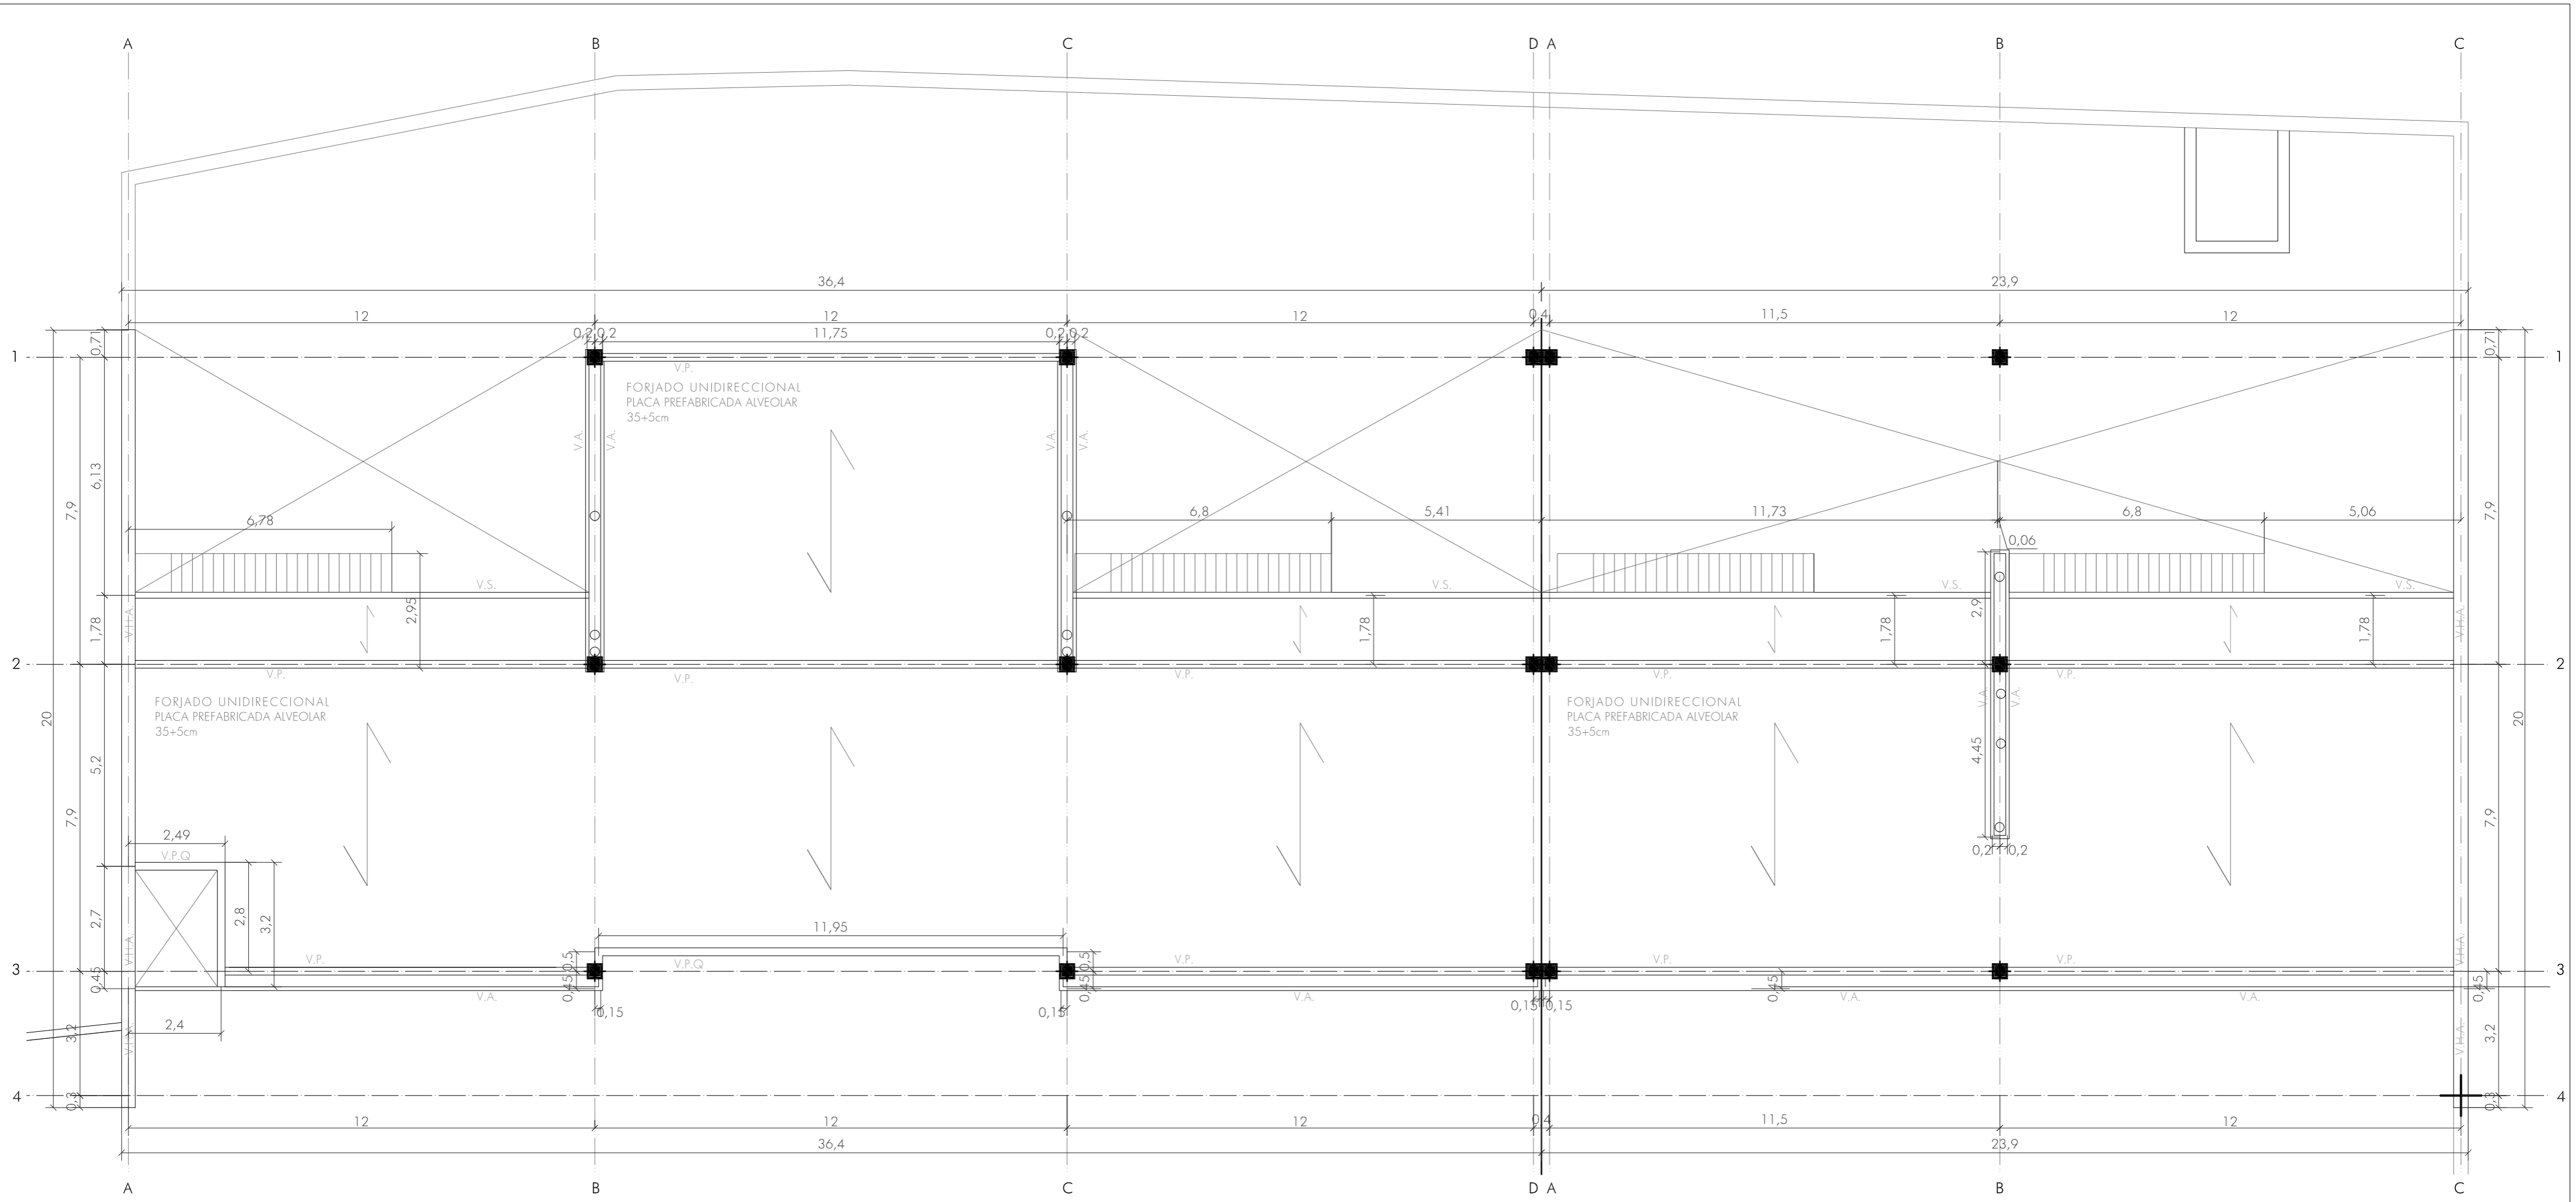 A B C D A B C
36,4 23,9
12 12 12 0,4 11,5 12
0,2 0,2 11,75 0,2 0,2
0,71 0,71
1 1
V.P.
FORJADO UNIDIRECCIONAL
PLACA PREFABRICADA ALVEOLAR
35+5cm
V.A. V.A. V.A. V.A.
6,13
7,9 7,9
6,78 6,8 5,41 11,73 6,8 5,06
0,06
V.S. V.S. V.S. V.S.
2,95 2,9
1,78 1,78 1,78 1,78
V.H.A. V.H.A.
2 2
V.P. V.P. V.P. V.P. V.P.
FORJADO UNIDIRECCIONAL
PLACA PREFABRICADA ALVEOLAR
35+5cm
FORJADO UNIDIRECCIONAL
PLACA PREFABRICADA ALVEOLAR
35+5cm
V.A. V.A.
20 20
5,2 4,45
7,9 7,9
2,49
V.P.Q
0,2 0,2
2,7 2,8 3,2
11,95
V.H.A. V.H.A.
V.P. 0,5 V.P.Q 0,5 V.P. V.P. V.P.
3 3
0,45 0,45 0,45 0,45 0,45
V.A. V.A. V.A. V.A.
0,15 0,15 0,15 0,15
2,4
3,2 V.H.A. V.H.A. 3,2
4 4
0,3 0,3
12 12 12 0,4 11,5 12
36,4 23,9
A B C D A B C